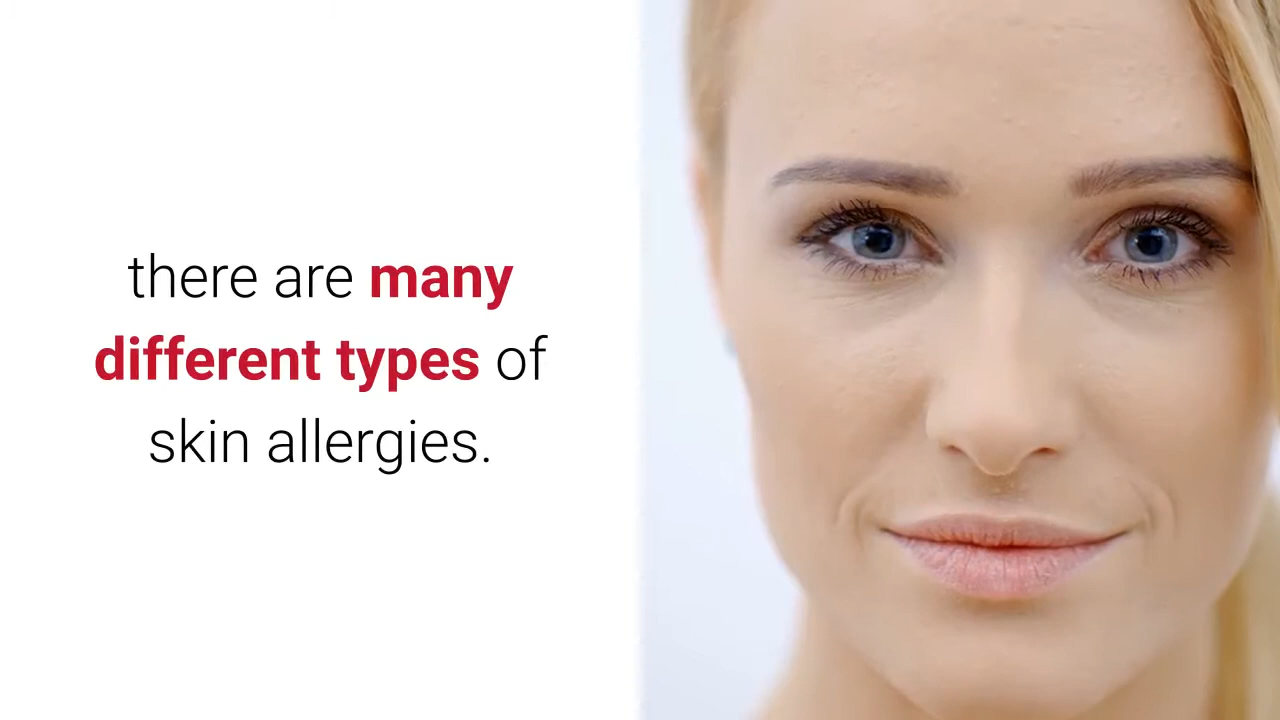 there are many
different types of
skin allergies.